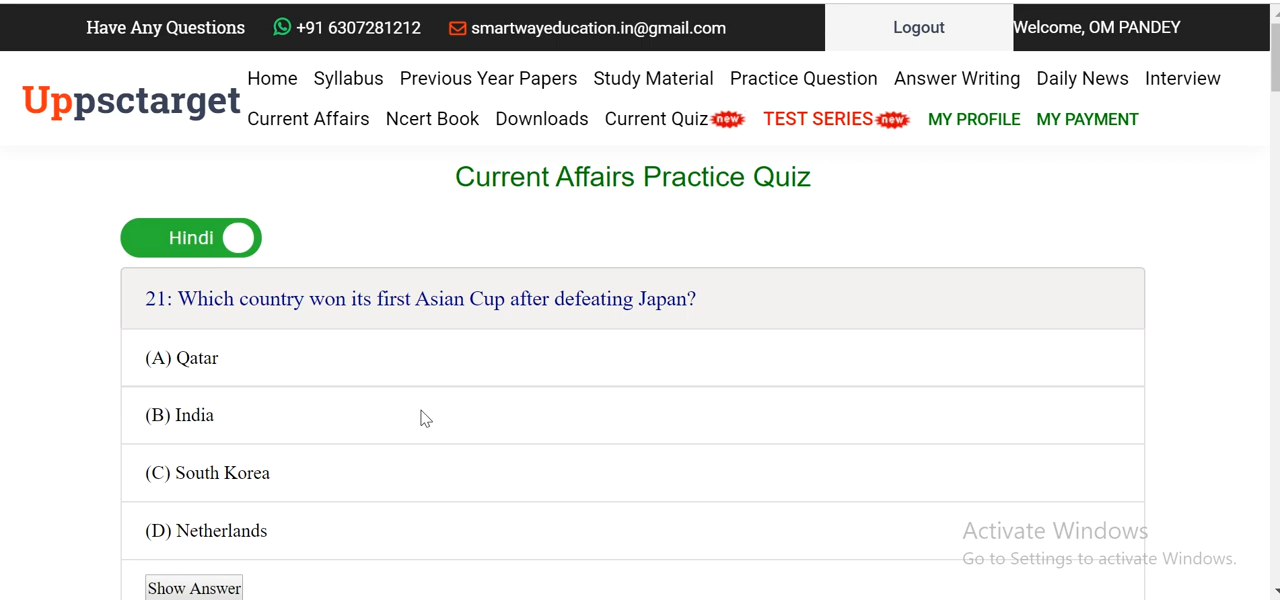 Have Any Questions +91 6307281212 smartwayeducation.in@gmail.com Logout Welcome, OM PANDEY
Uppsctarget
Home Syllabus Previous Year Papers Study Material Practice Question Answer Writing Daily News Interview
Current Affairs Ncert Book Downloads Current Quiz new TEST SERIES new MY PROFILE MY PAYMENT
Current Affairs Practice Quiz
Hindi
21: Which country won its first Asian Cup after defeating Japan?
(A) Qatar
(B) India
(C) South Korea
(D) Netherlands
Show Answer
Activate Windows
Go to Settings to activate Windows.